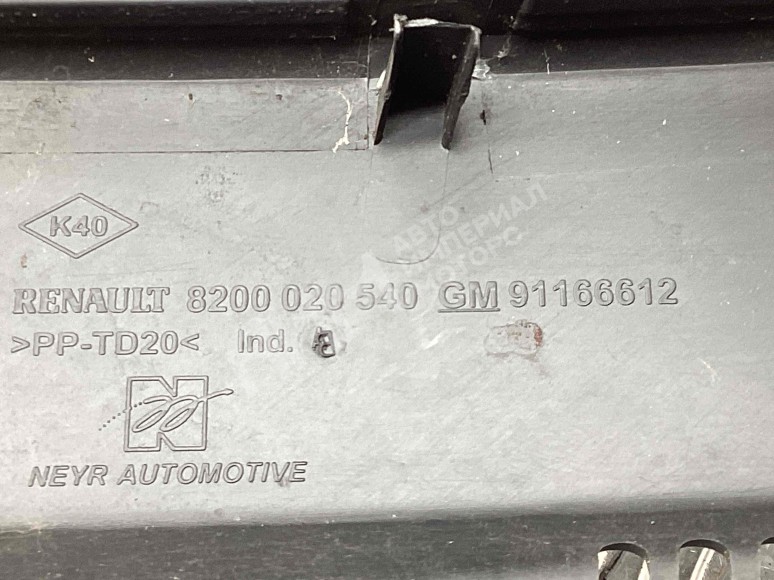 K40
АВТО
ИМПЕРИАЛ
МОТОРС
RENAULT 8200 020 540 GM 91166612
>PP-TD20< Ind. B
NEYR AUTOMOTIVE